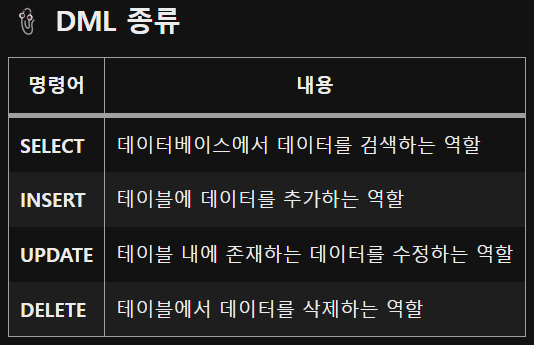 DML 종류
명령어 내용
SELECT 데이터베이스에서 데이터를 검색하는 역할
INSERT 테이블에 데이터를 추가하는 역할
UPDATE 테이블 내에 존재하는 데이터를 수정하는 역할
DELETE 테이블에서 데이터를 삭제하는 역할